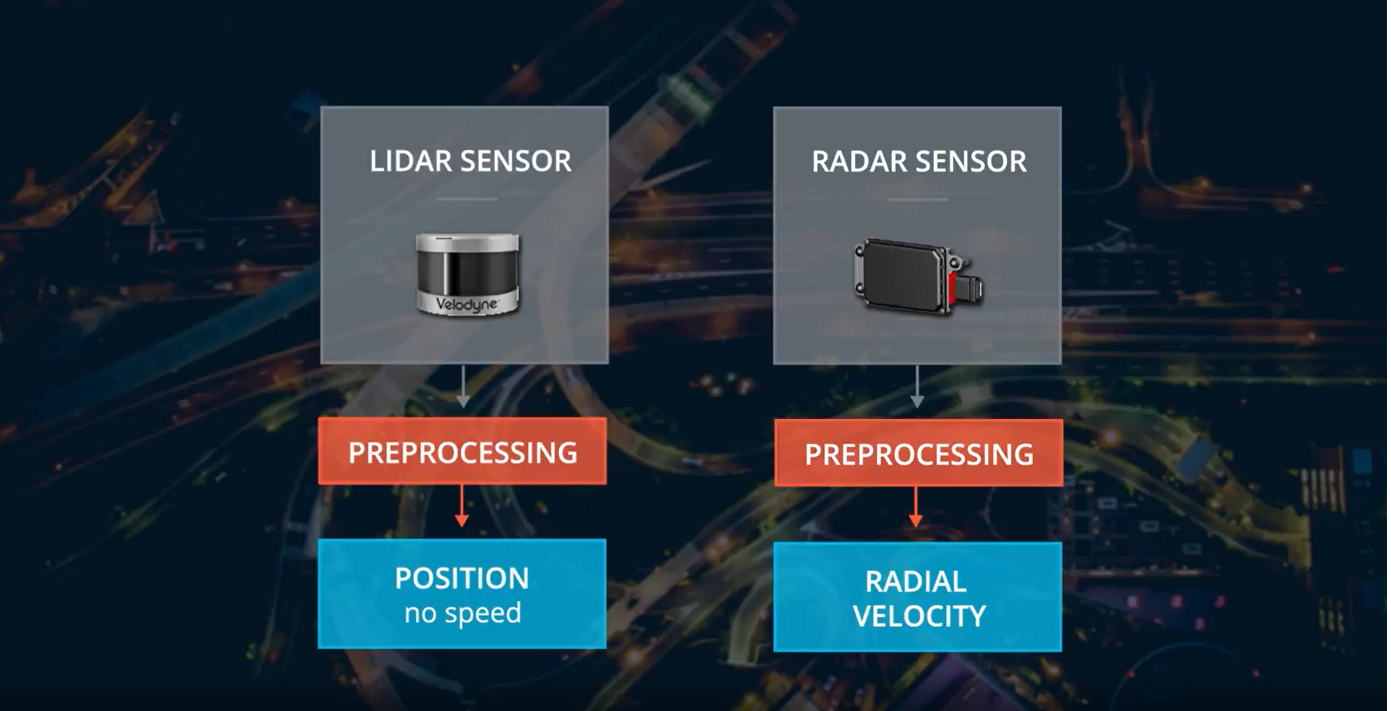 LIDAR SENSOR
Velodyne
PREPROCESSING
POSITION
no speed
RADAR SENSOR
PREPROCESSING
RADIAL
VELOCITY